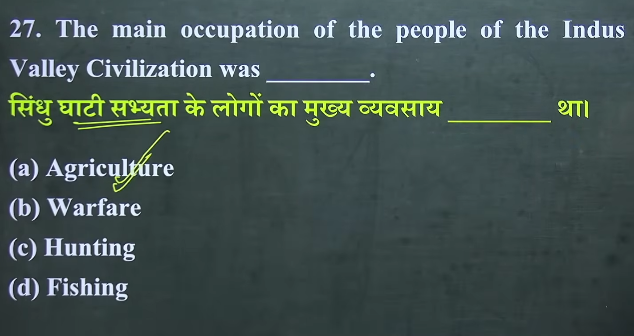 27. The main occupation of the people of the Indus
Valley Civilization was ________.
सिंधु घाटी सभ्यता के लोगों का मुख्य व्यवसाय ________ था।
(a) Agriculture
(b) Warfare
(c) Hunting
(d) Fishing